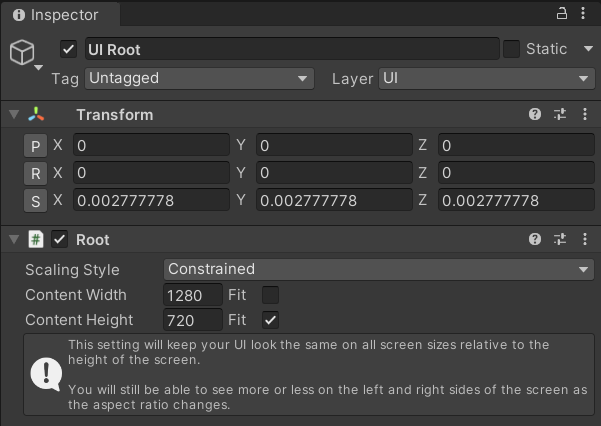 Inspector
UI Root Static
Tag Untagged Layer UI
Transform
P X 0 Y 0 Z 0
R X 0 Y 0 Z 0
S X 0.002777778 Y 0.002777778 Z 0.002777778
# Root
Scaling Style Constrained
Content Width 1280 Fit
Content Height 720 Fit
This setting will keep your UI look the same on all screen sizes relative to the
height of the screen.
You will still be able to see more or less on the left and right sides of the screen as
the aspect ratio changes.